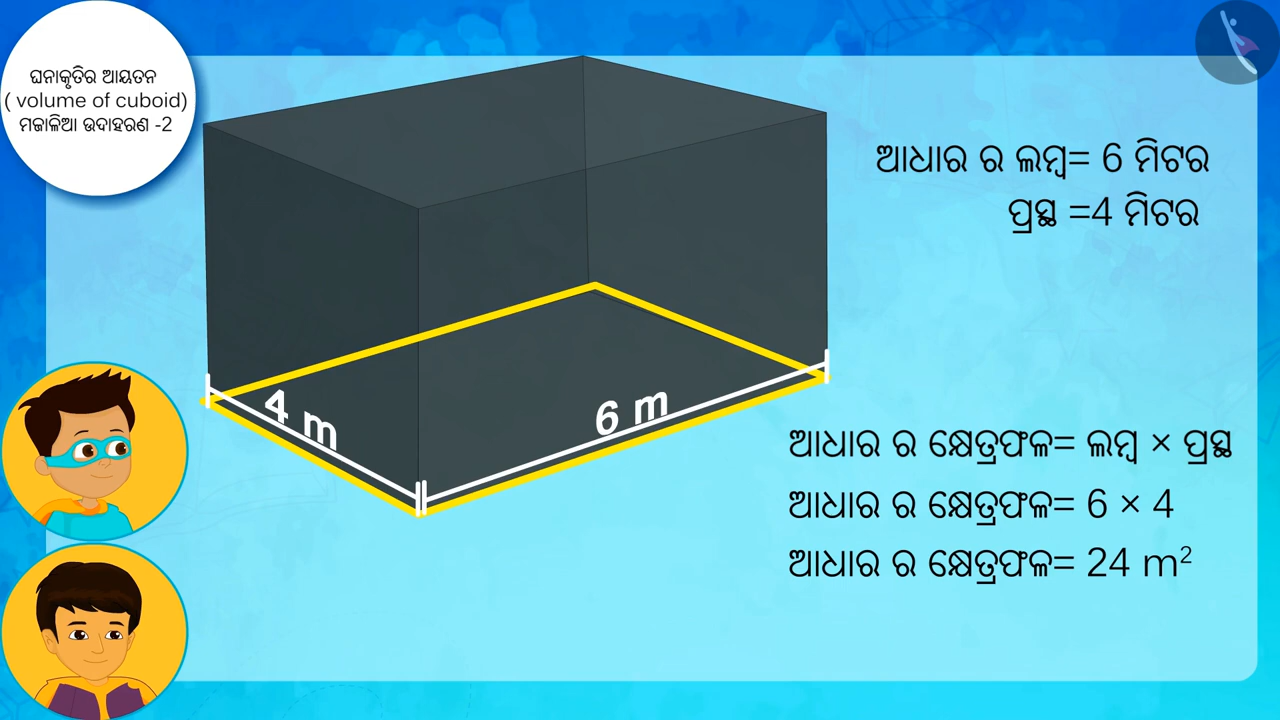 ଘନାକୃତିର ଆୟତନ
( volume of cuboid)
ମଜାଳିଆ ଉଦାହରଣ -2
ଆଧାର ର ଲମ୍ବ= 6 ମିଟର
ପ୍ରସ୍ଥ =4 ମିଟର
4 m
6 m
ଆଧାର ର କ୍ଷେତ୍ରଫଳ= ଲମ୍ବ × ପ୍ରସ୍ଥ
ଆଧାର ର କ୍ଷେତ୍ରଫଳ= 6 × 4
ଆଧାର ର କ୍ଷେତ୍ରଫଳ= 24 m²